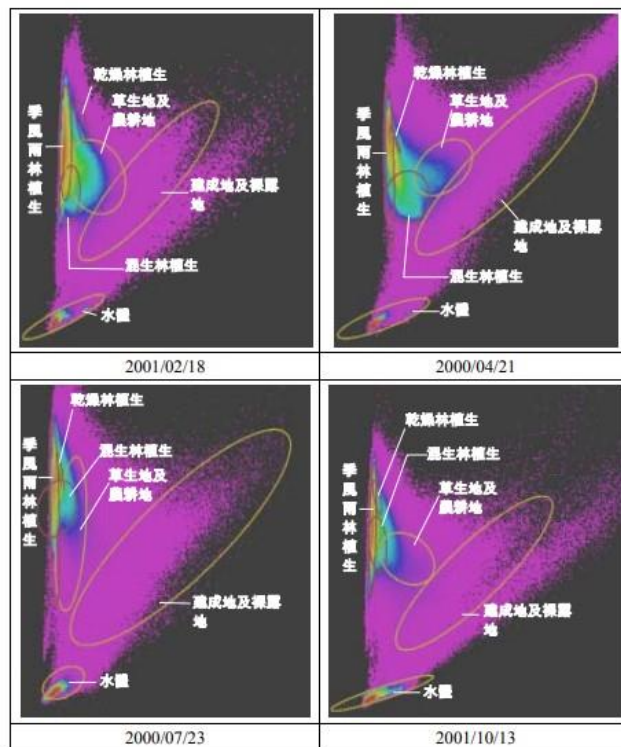 乾燥林植生
草生地及
農耕地
季
風
雨
林
植
生
建成地及裸露
地
混生林植生
水體
2001/02/18
乾燥林植生
草生地及
農耕地
季
風
雨
林
植
生
建成地及裸露
地
混生林植生
水體
2000/04/21
乾燥林植生
混生林植生
草生地及
農耕地
季
風
雨
林
植
生
建成地及裸露
地
水體
2000/07/23
乾燥林植生
混生林植生
草生地及
農耕地
季
風
雨
林
植
生
建成地及裸露
地
水體
2001/10/13